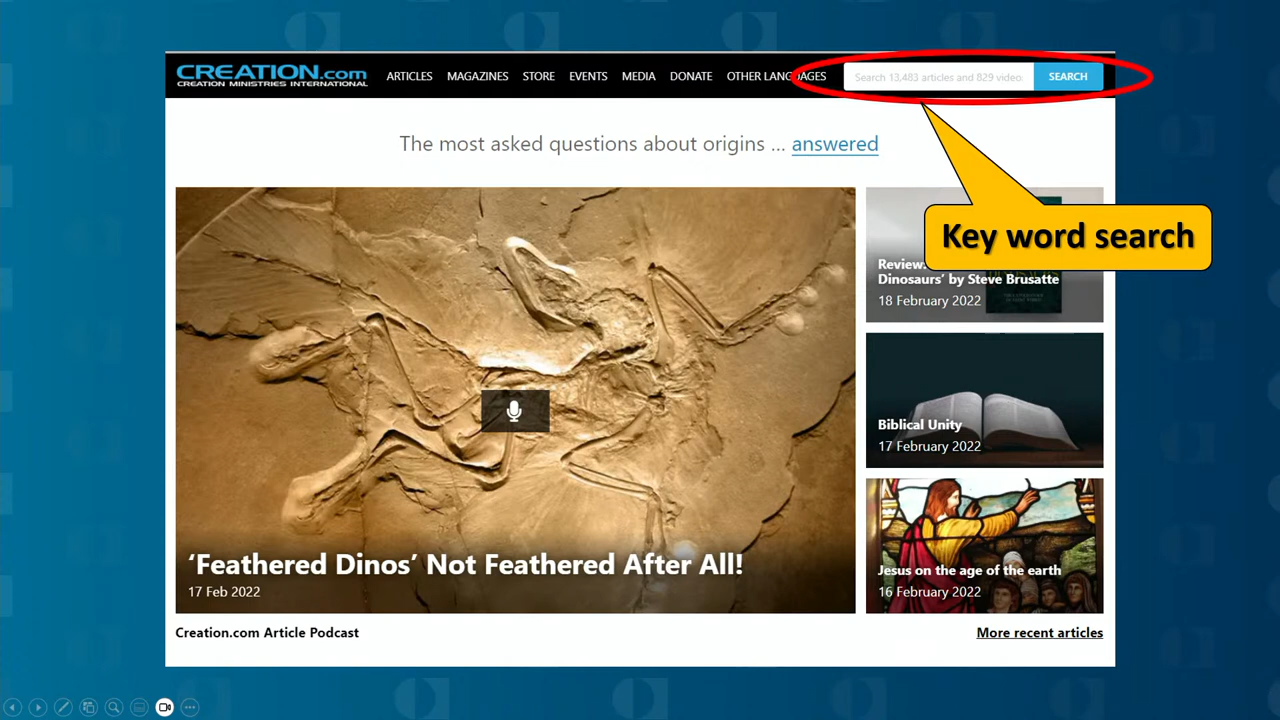 CREATION.com
CREATION MINISTRIES INTERNATIONAL
ARTICLES MAGAZINES STORE EVENTS MEDIA DONATE OTHER LANGUAGES
Search 13,483 articles and 829 video
SEARCH
The most asked questions about origins ... answered
Key word search
Review:
Dinosaurs’ by Steve Brusatte
18 February 2022
Biblical Unity
17 February 2022
‘Feathered Dinos’ Not Feathered After All!
17 Feb 2022
Jesus on the age of the earth
16 February 2022
Creation.com Article Podcast
More recent articles